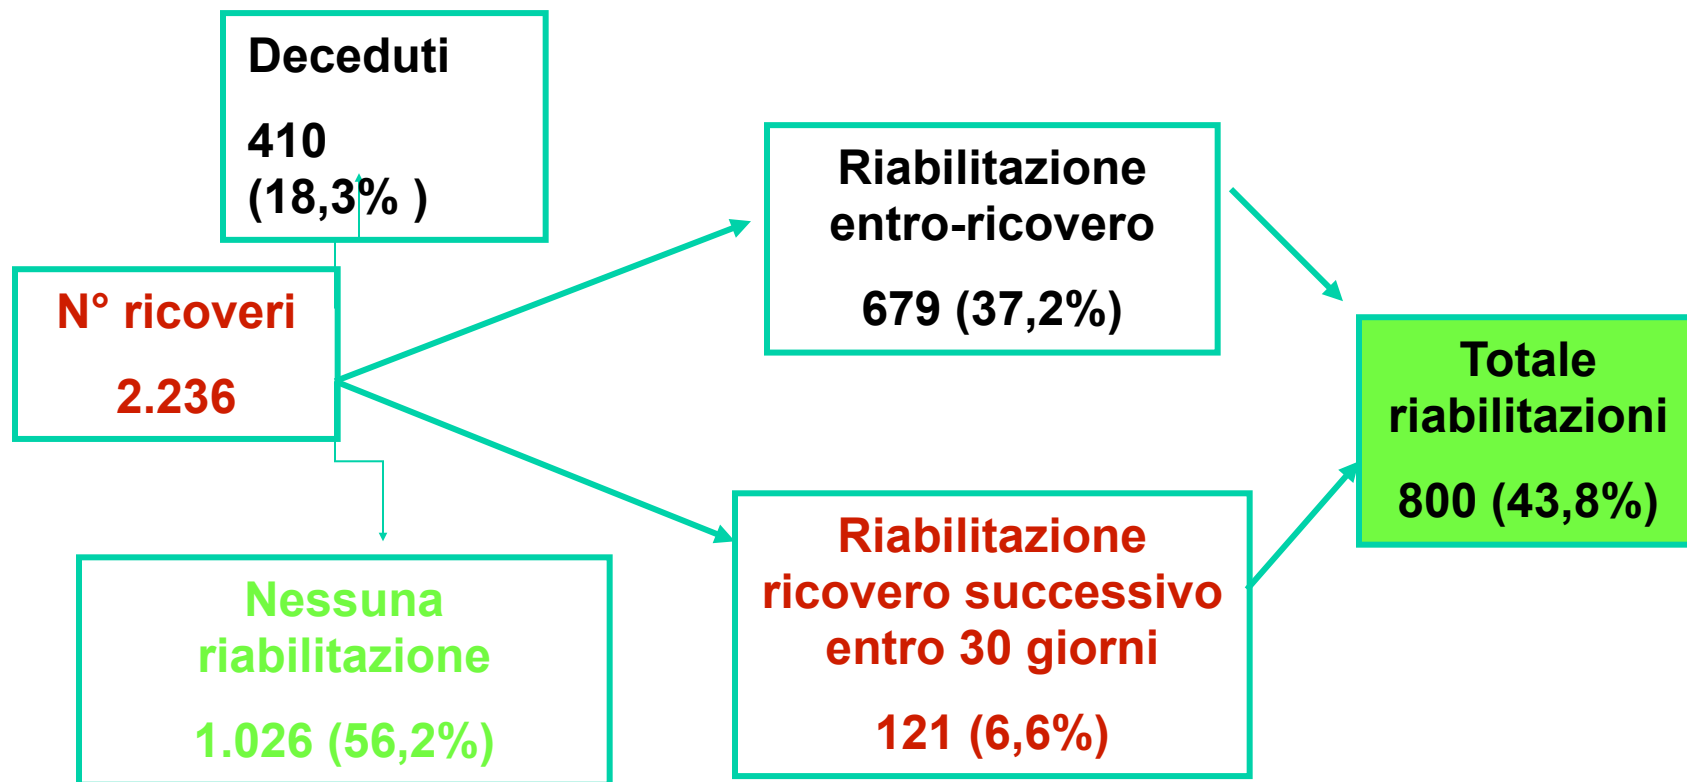 Deceduti
410
(18,3% )
N° ricoveri
2.236
Riabilitazione
entro-ricovero
679 (37,2%)
Totale
riabilitazioni
800 (43,8%)
Nessuna
riabilitazione
1.026 (56,2%)
Riabilitazione
ricovero successivo
entro 30 giorni
121 (6,6%)